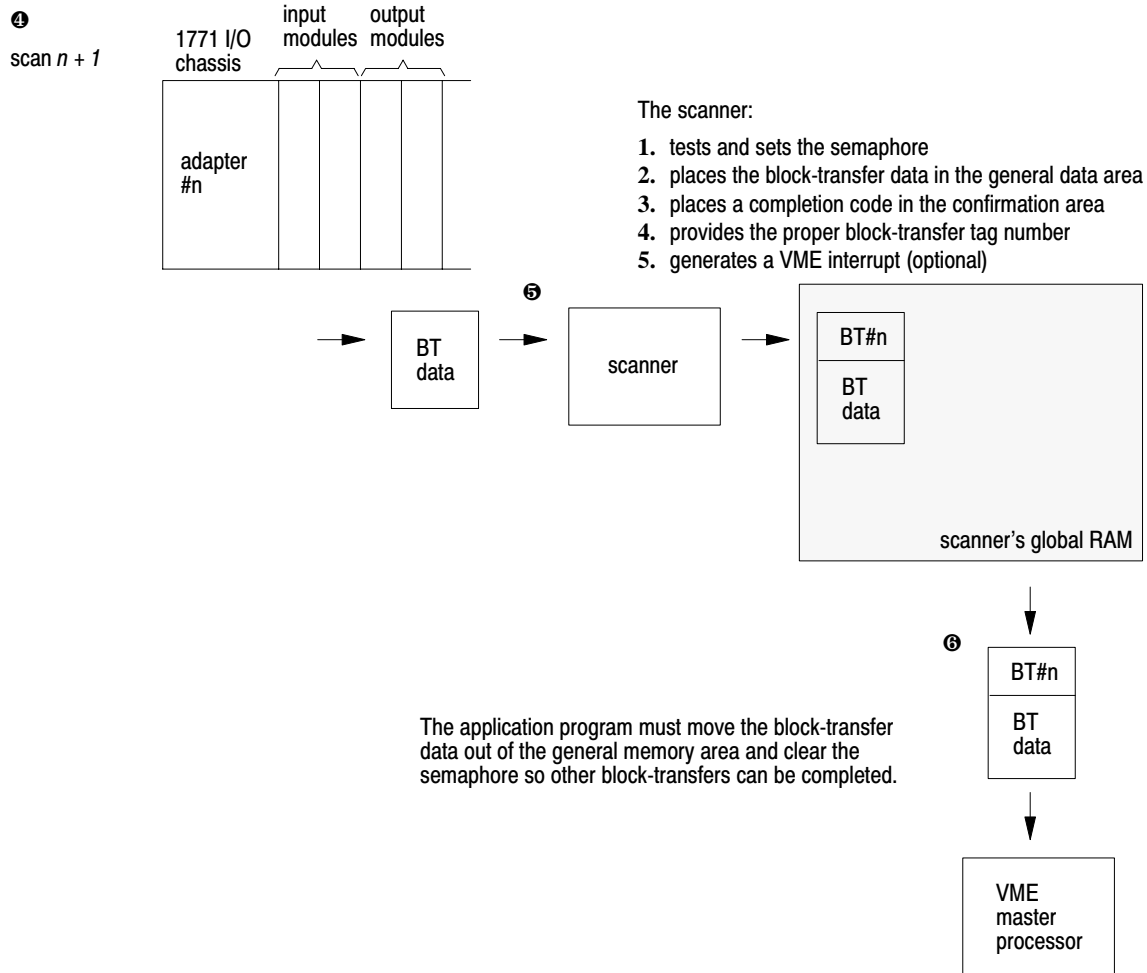 ❹
scan n + 1
1771 I/O
chassis
input
modules
output
modules
adapter
#n
The scanner:
1. tests and sets the semaphore
2. places the block-transfer data in the general data area
3. places a completion code in the confirmation area
4. provides the proper block-transfer tag number
5. generates a VME interrupt (optional)
BT
data
❺
scanner
BT#n
BT
data
scanner's global RAM
❻
BT#n
BT
data
The application program must move the block-transfer
data out of the general memory area and clear the
semaphore so other block-transfers can be completed.
VME
master
processor